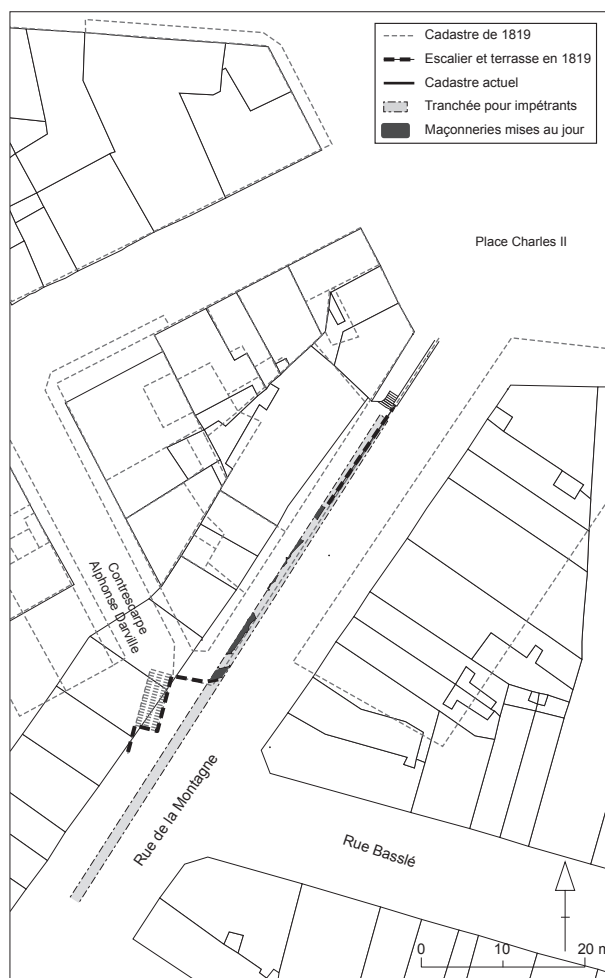 Cadastre de 1819
Escalier et terrasse en 1819
Cadastre actuel
Tranchée pour impétrants
Maçonneries mises au jour
Place Charles II
Contrescarpe
Alphonse Darville
Rue de la Montagne
Rue Basslé
0 10 20 m